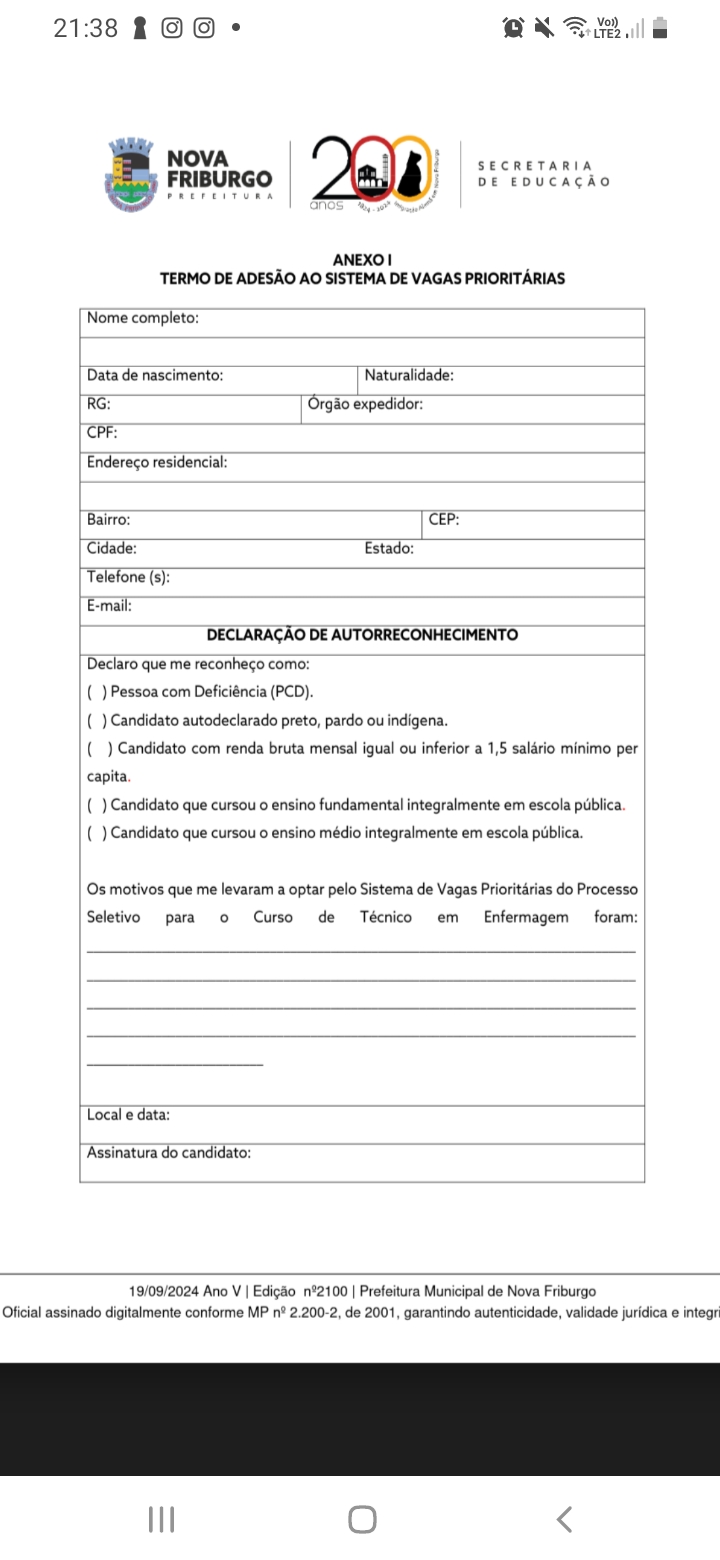 21:38
Vo))
LTE2
NOVA
FRIBURGO
PREFEITURA
200
anos
1824 - 2024
SECRETARIA
DE EDUCAÇÃO
ANEXO I
TERMO DE ADESÃO AO SISTEMA DE VAGAS PRIORITÁRIAS
Nome completo:
Data de nascimento: Naturalidade:
RG: Órgão expedidor:
CPF:
Endereço residencial:
Bairro: CEP:
Cidade: Estado:
Telefone (s):
E-mail:
DECLARAÇÃO DE AUTORRECONHECIMENTO
Declaro que me reconheço como:
( ) Pessoa com Deficiência (PCD).
( ) Candidato autodeclarado preto, pardo ou indígena.
( ) Candidato com renda bruta mensal igual ou inferior a 1,5 salário mínimo per
capita.
( ) Candidato que cursou o ensino fundamental integralmente em escola pública.
( ) Candidato que cursou o ensino médio integralmente em escola pública.
Os motivos que me levaram a optar pelo Sistema de Vagas Prioritárias do Processo
Seletivo para o Curso de Técnico em Enfermagem foram:
Local e data:
Assinatura do candidato:
19/09/2024 Ano V | Edição nº2100 | Prefeitura Municipal de Nova Friburgo
Oficial assinado digitalmente conforme MP nº 2.200-2, de 2001, garantindo autenticidade, validade jurídica e integri